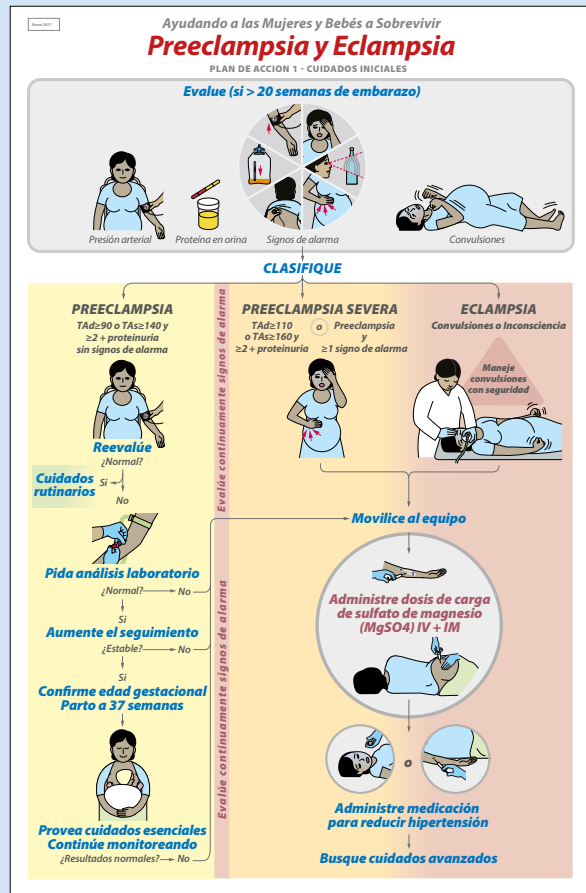 Enero 2017
Ayudando a las Mujeres y Bebés a Sobrevivir
Preeclampsia y Eclampsia
PLAN DE ACCION 1 - CUIDADOS INICIALES
Evalue (si > 20 semanas de embarazo)
Presión arterial
Proteína en orina
Signos de alarma
Convulsiones
CLASIFIQUE
PREECLAMPSIA
TAd≥90 o TAs≥140 y
≥2 + proteinuria
sin signos de alarma
Reevalúe
¿Normal?
Si
Cuidados
rutinarios
No
Pida análisis laboratorio
¿Normal?
No
Si
Aumente el seguimiento
¿Estable?
No
Si
Confirme edad gestacional
Parto a 37 semanas
Provea cuidados esenciales
Continúe monitoreando
¿Resultados normales?
No
Evalúe continuamente signos de alarma
Evalúe continuamente signos de alarma
PREECLAMPSIA SEVERA
TAd≥110
o TAs≥160 y
≥2 + proteinuria
o
Preeclampsia
y
≥1 signo de alarma
ECLAMPSIA
Convulsiones o Inconsciencia
Maneje
convulsiones
con seguridad
Movilice al equipo
Administre dosis de carga
de sulfato de magnesio
(MgSO4) IV + IM
o
Administre medicación
para reducir hipertensión
Busque cuidados avanzados